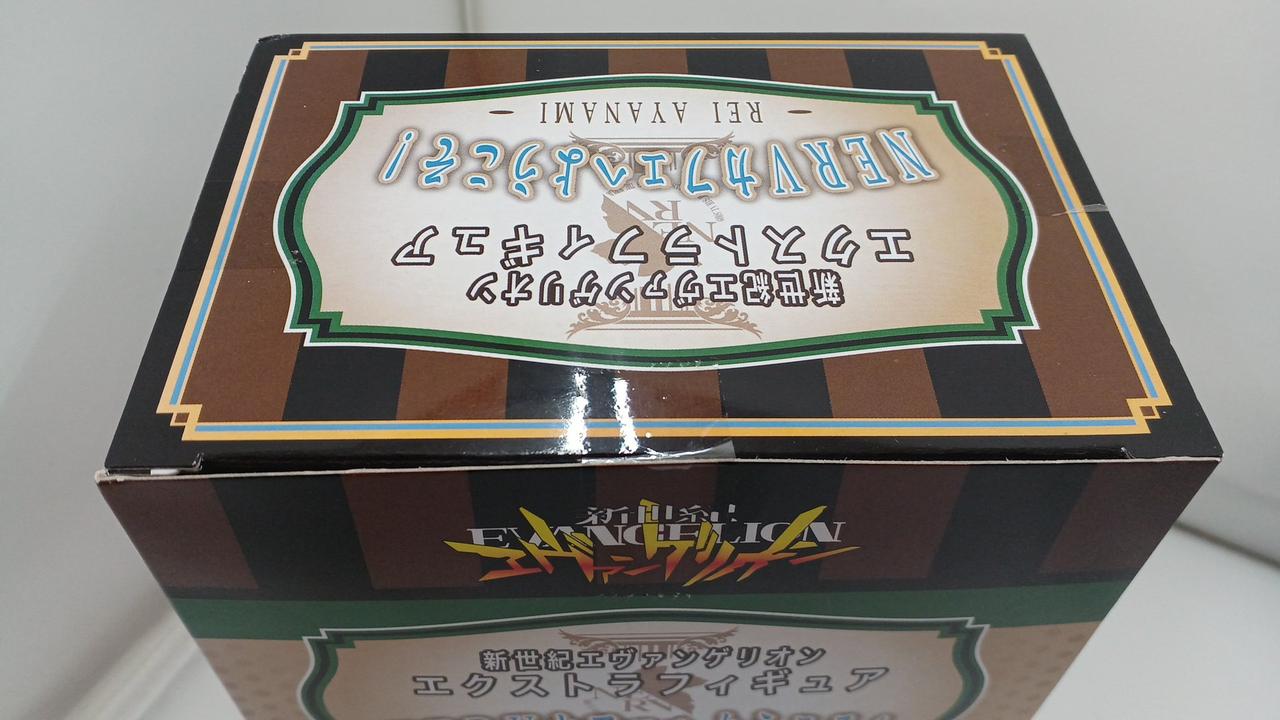 新世紀エヴァンゲリオン
エクストラフィギュア
NERVカフェへようこそ！
- REI AYANAMI -
NERV
新世紀
EVANGELION
エヴァンゲリオン
新世紀エヴァンゲリオン
エクストラフィギュア